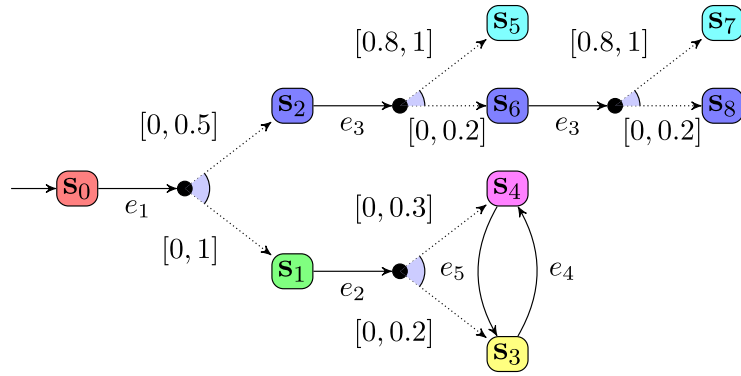 s5
[0.8, 1]
s7
[0.8, 1]
s2
e3
s6
[0, 0.2]
e3
s8
[0, 0.2]
[0, 0.5]
s0
e1
s4
[0, 0.3]
[0, 1]
s1
e2
e5
e4
[0, 0.2]
s3